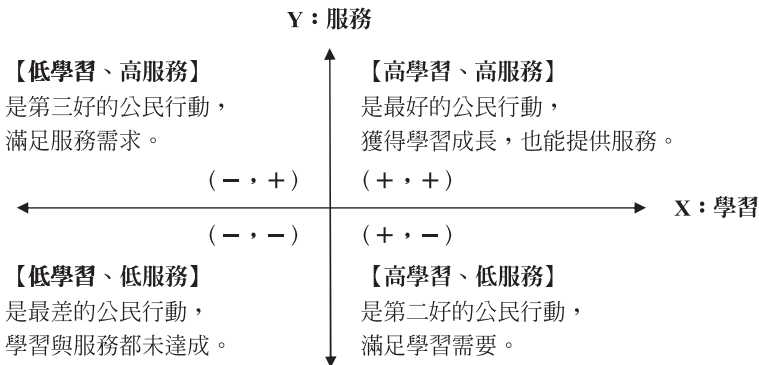 Y：服務
【低學習、高服務】
是第三好的公民行動，
滿足服務需求。
【高學習、高服務】
是最好的公民行動，
獲得學習成長，也能提供服務。
（－，＋）
（＋，＋）
X：學習
（－，－）
（＋，－）
【低學習、低服務】
是最差的公民行動，
學習與服務都未達成。
【高學習、低服務】
是第二好的公民行動，
滿足學習需要。